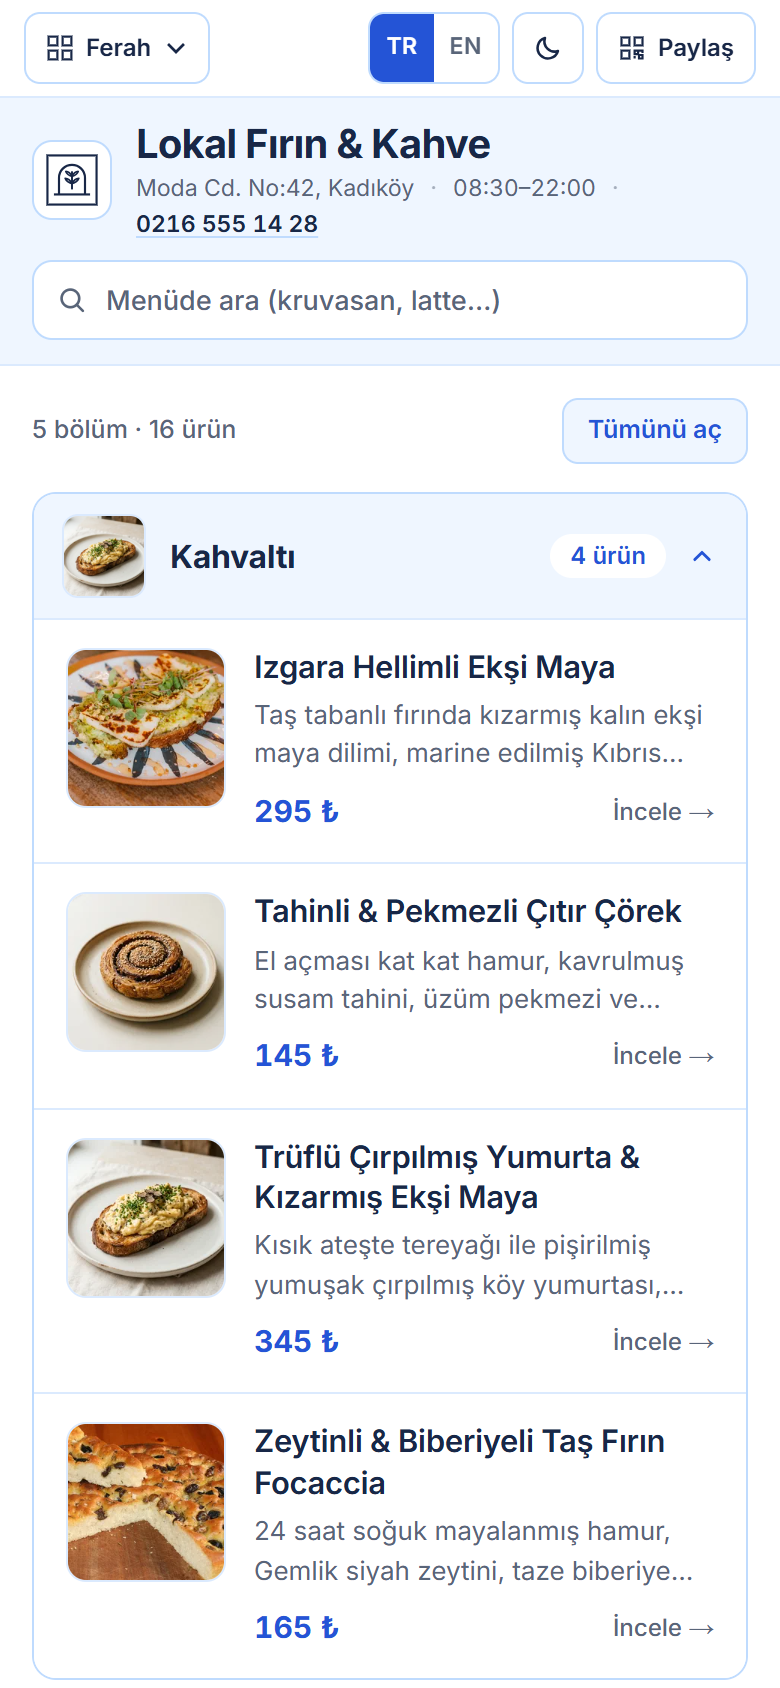 Ferah
TR
EN
Paylaş
Lokal Fırın & Kahve
Moda Cd. No:42, Kadıköy · 08:30–22:00 ·
0216 555 14 28
Menüde ara (kruvasan, latte...)
5 bölüm · 16 ürün
Tümünü aç
Kahvaltı
4 ürün
Izgara Hellimli Ekşi Maya
Taş tabanlı fırında kızarmış kalın ekşi
maya dilimi, marine edilmiş Kıbrıs...
295 ₺
İncele →
Tahinli & Pekmezli Çıtır Çörek
El açması kat kat hamur, kavrulmuş
susam tahini, üzüm pekmezi ve...
145 ₺
İncele →
Trüflü Çırpılmış Yumurta &
Kızarmış Ekşi Maya
Kısık ateşte tereyağı ile pişirilmiş
yumuşak çırpılmış köy yumurtası,...
345 ₺
İncele →
Zeytinli & Biberiyeli Taş Fırın
Focaccia
24 saat soğuk mayalanmış hamur,
Gemlik siyah zeytini, taze biberiye...
165 ₺
İncele →